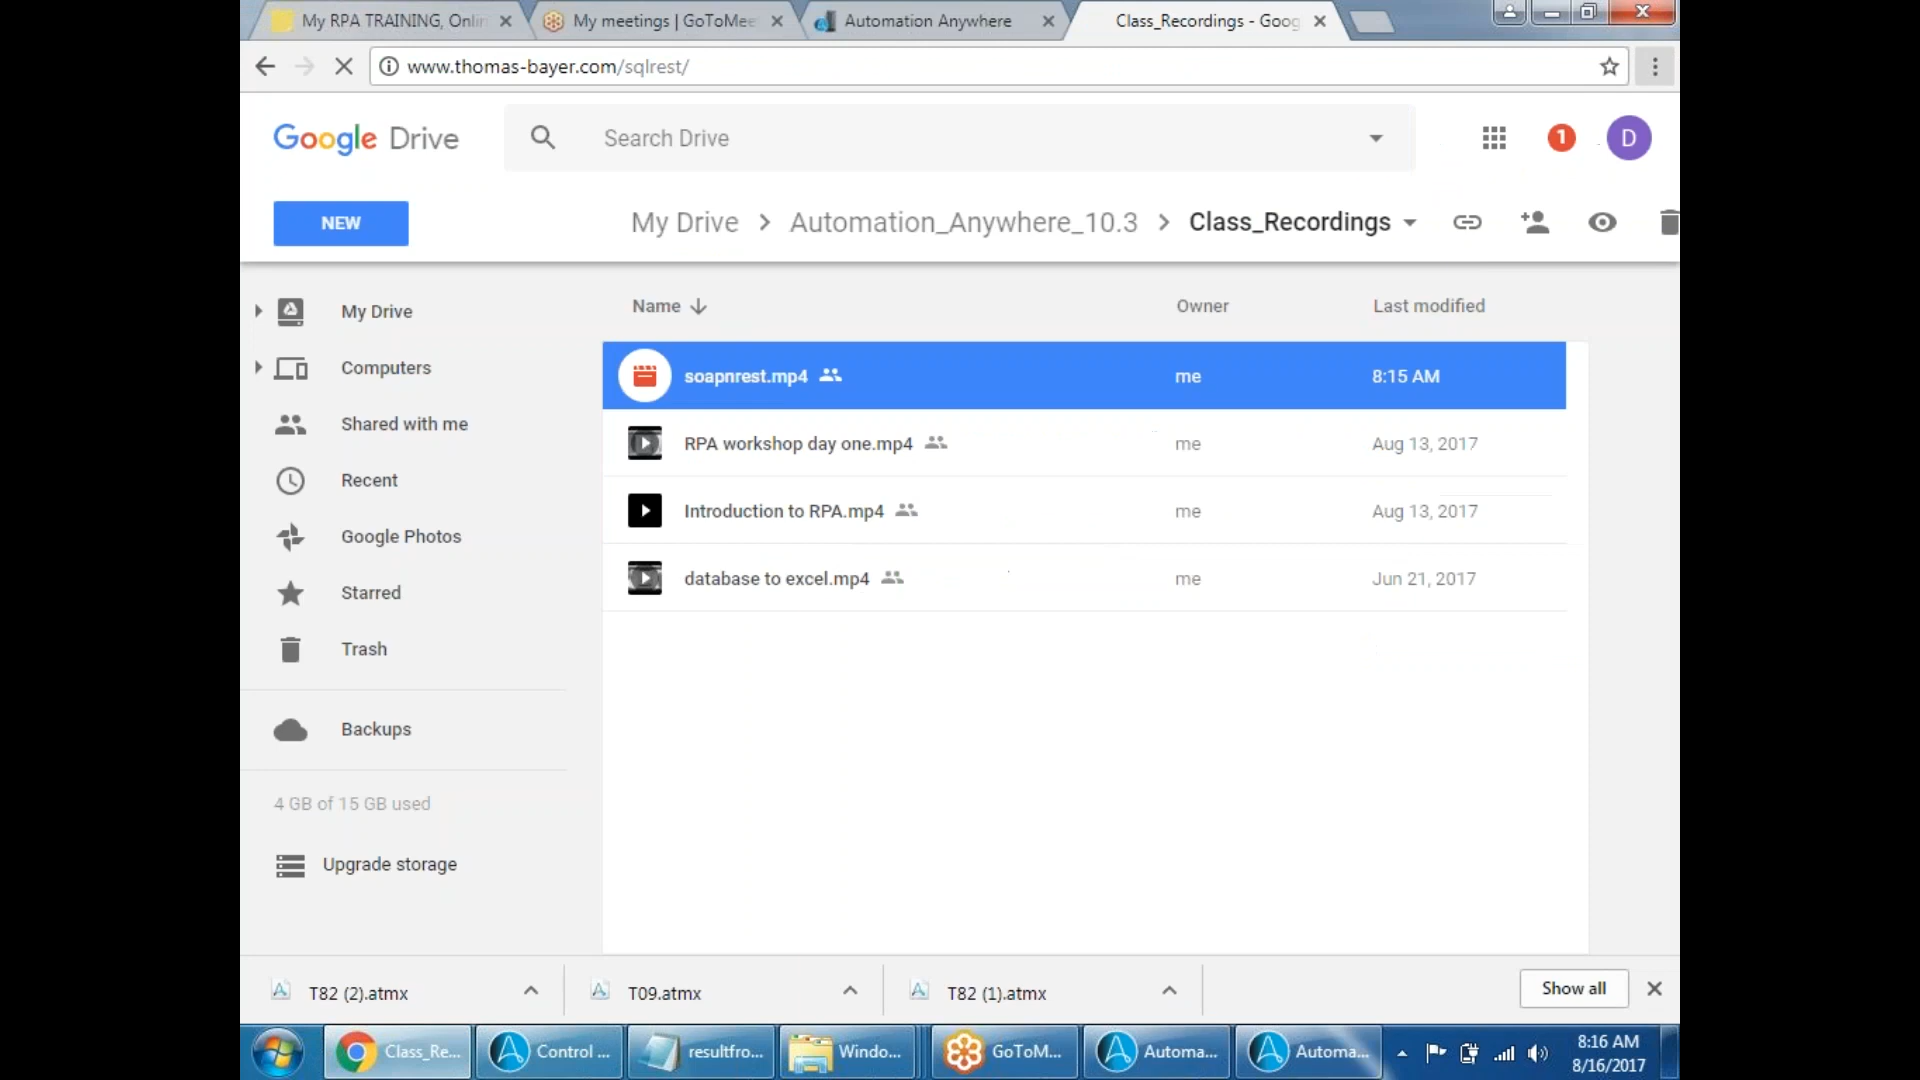 My RPA TRAINING, Onlin
My meetings | GoToMee
Automation Anywhere
Class_Recordings - Goog
www.thomas-bayer.com/sqlrest/
Google Drive
Search Drive
1
D
NEW
My Drive > Automation_Anywhere_10.3 > Class_Recordings
My Drive
Computers
Shared with me
Recent
Google Photos
Starred
Trash
Backups
4 GB of 15 GB used
Upgrade storage
Name Owner Last modified
soapnrest.mp4 me 8:15 AM
RPA workshop day one.mp4 me Aug 13, 2017
Introduction to RPA.mp4 me Aug 13, 2017
database to excel.mp4 me Jun 21, 2017
T82 (2).atmx
T09.atmx
T82 (1).atmx
Show all
Class_Re...
Control ...
resultfro...
Windo...
GoToM...
Automa...
Automa...
8:16 AM
8/16/2017